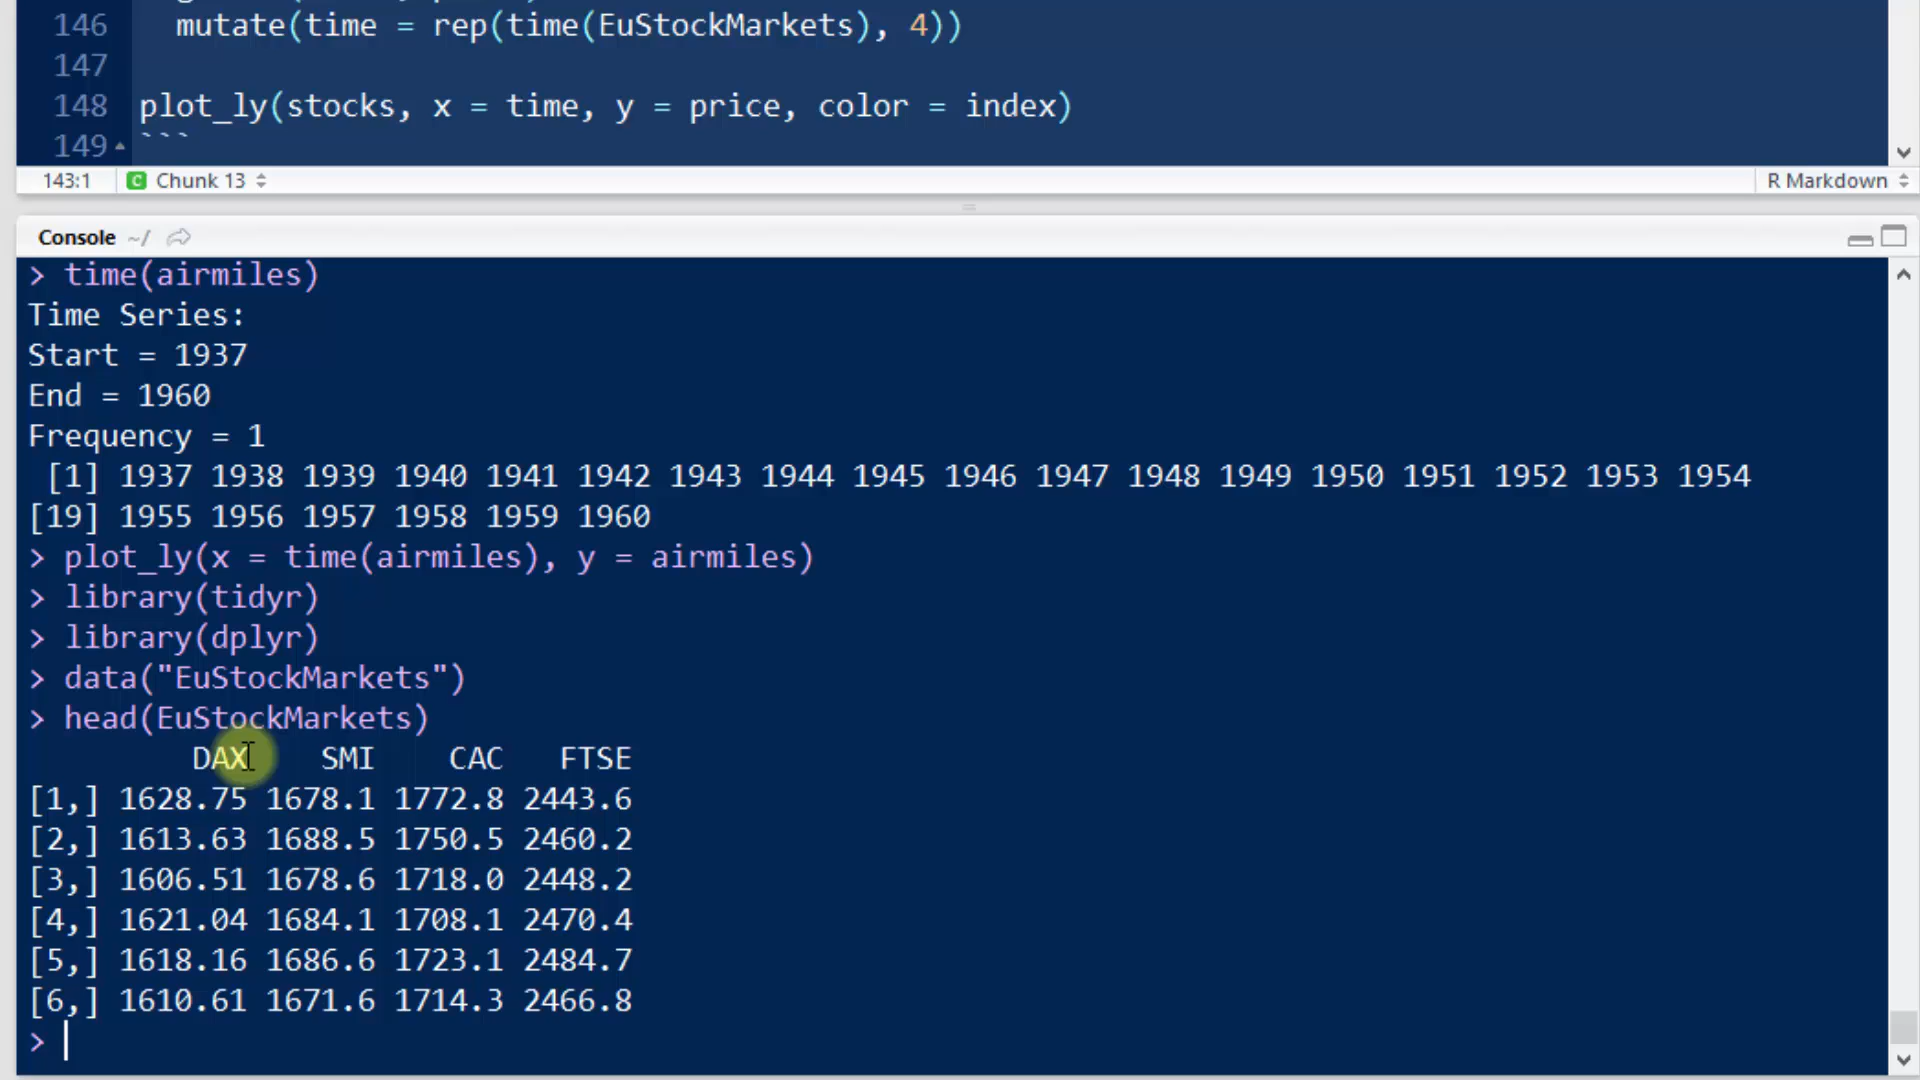 146 mutate(time = rep(time(EuStockMarkets), 4))
147
148 plot_ly(stocks, x = time, y = price, color = index)
149 ```
143:1 C Chunk 13 R Markdown
Console ~/
> time(airmiles)
Time Series:
Start = 1937
End = 1960
Frequency = 1
[1] 1937 1938 1939 1940 1941 1942 1943 1944 1945 1946 1947 1948 1949 1950 1951 1952 1953 1954
[19] 1955 1956 1957 1958 1959 1960
> plot_ly(x = time(airmiles), y = airmiles)
> library(tidyr)
> library(dplyr)
> data("EuStockMarkets")
> head(EuStockMarkets)
DAX SMI CAC FTSE
[1,] 1628.75 1678.1 1772.8 2443.6
[2,] 1613.63 1688.5 1750.5 2460.2
[3,] 1606.51 1678.6 1718.0 2448.2
[4,] 1621.04 1684.1 1708.1 2470.4
[5,] 1618.16 1686.6 1723.1 2484.7
[6,] 1610.61 1671.6 1714.3 2466.8
>